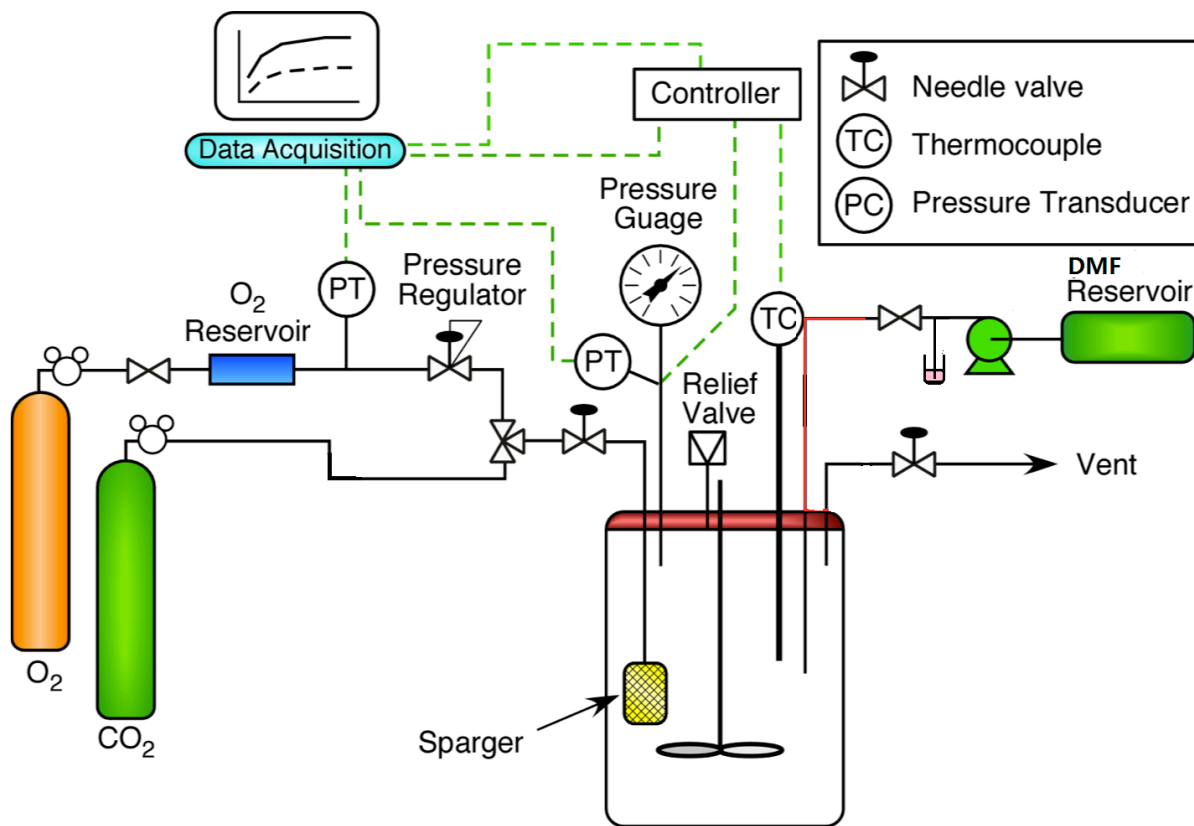 Controller
Data Acquisition
Needle valve
TC
Thermocouple
PC
Pressure Transducer
Pressure
Guage
PT
Pressure
Regulator
O₂
Reservoir
PT
TC
DMF
Reservoir
Relief
Valve
Vent
Sparger
O₂
CO₂